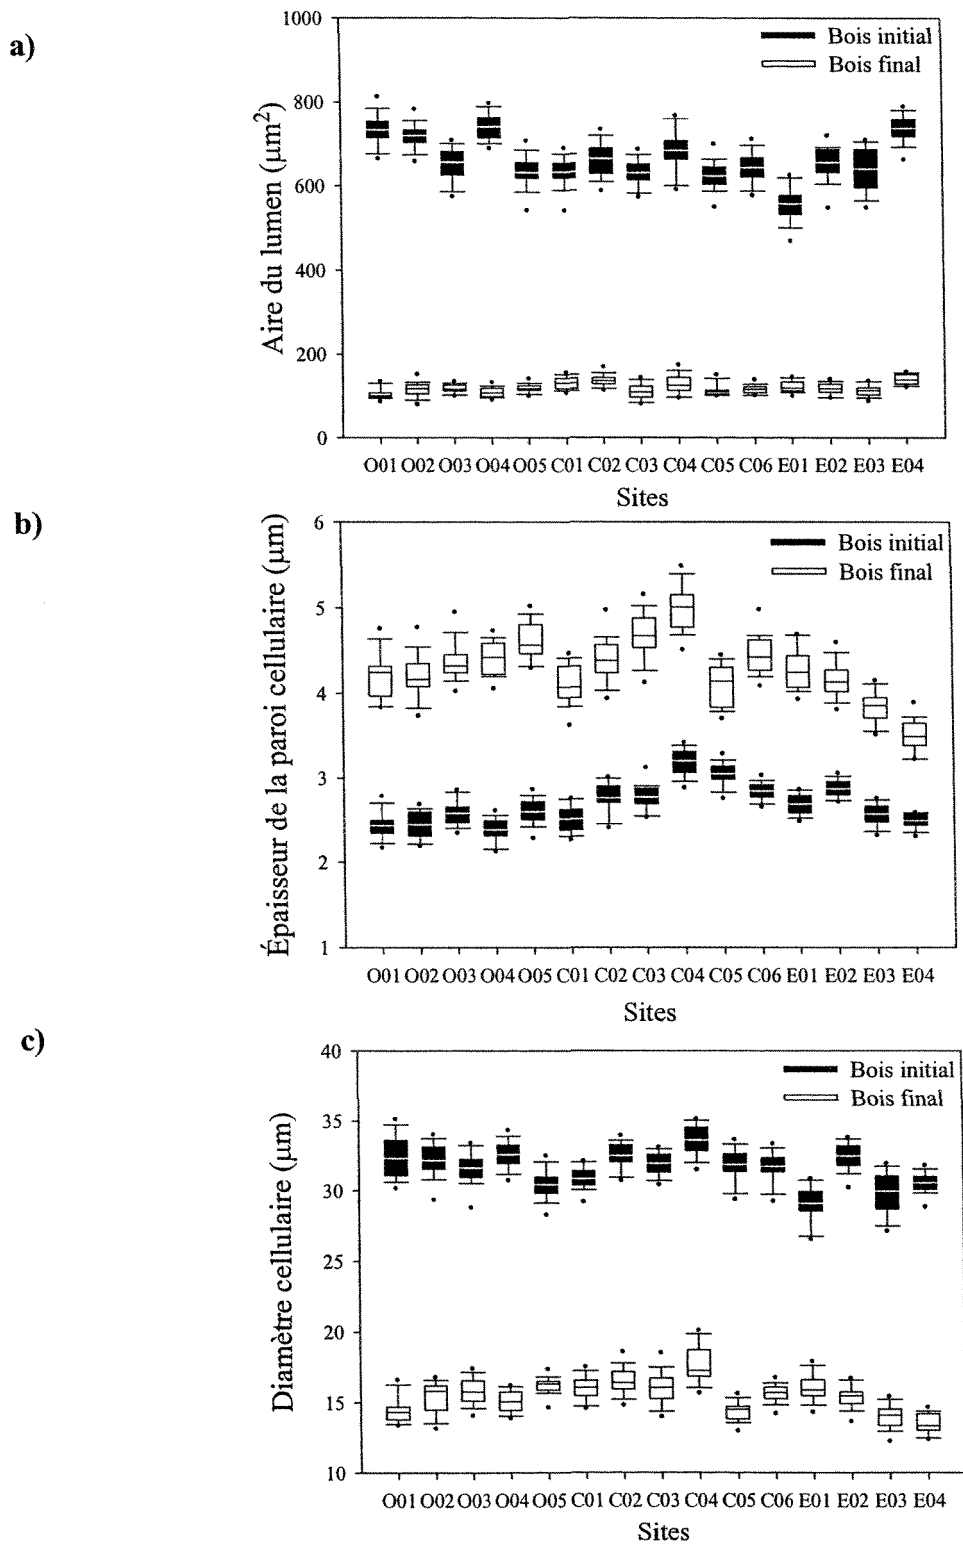 a)
1000
800
600
400
200
0
Aire du lumen (μm²)
Bois initial
Bois final
O01 O02 O03 O04 O05 C01 C02 C03 C04 C05 C06 E01 E02 E03 E04
Sites
b)
6
5
4
3
2
1
Épaisseur de la paroi cellulaire (μm)
Bois initial
Bois final
O01 O02 O03 O04 O05 C01 C02 C03 C04 C05 C06 E01 E02 E03 E04
Sites
c)
40
35
30
25
20
15
10
Diamètre cellulaire (μm)
Bois initial
Bois final
O01 O02 O03 O04 O05 C01 C02 C03 C04 C05 C06 E01 E02 E03 E04
Sites